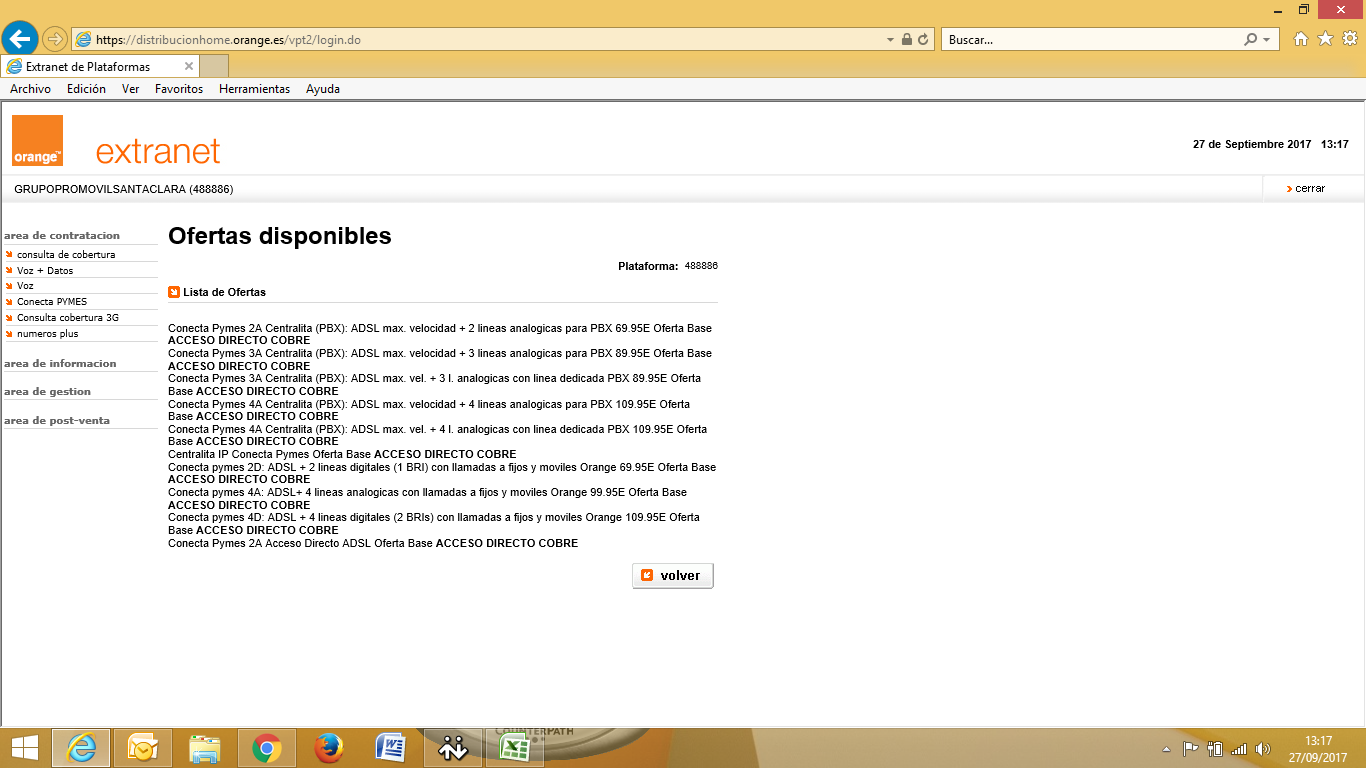 https://distribucionhome.orange.es/vpt2/login.do
Buscar...
Extranet de Plataformas
Archivo Edición Ver Favoritos Herramientas Ayuda
orange™
extranet
27 de Septiembre 2017 13:17
GRUPOPROMOVILSANTACLARA (488886)
cerrar
area de contratacion
consulta de cobertura
Voz + Datos
Voz
Conecta PYMES
Consulta cobertura 3G
numeros plus
area de informacion
area de gestion
area de post-venta
Ofertas disponibles
Plataforma: 488886
Lista de Ofertas
Conecta Pymes 2A Centralita (PBX): ADSL max. velocidad + 2 lineas analogicas para PBX 69.95E Oferta Base
ACCESO DIRECTO COBRE
Conecta Pymes 3A Centralita (PBX): ADSL max. velocidad + 3 lineas analogicas para PBX 89.95E Oferta Base
ACCESO DIRECTO COBRE
Conecta Pymes 3A Centralita (PBX): ADSL max. vel. + 3 l. analogicas con linea dedicada PBX 89.95E Oferta
Base ACCESO DIRECTO COBRE
Conecta Pymes 4A Centralita (PBX): ADSL max. velocidad + 4 lineas analogicas para PBX 109.95E Oferta
Base ACCESO DIRECTO COBRE
Conecta Pymes 4A Centralita (PBX): ADSL max. vel. + 4 l. analogicas con linea dedicada PBX 109.95E Oferta
Base ACCESO DIRECTO COBRE
Centralita IP Conecta Pymes Oferta Base ACCESO DIRECTO COBRE
Conecta pymes 2D: ADSL + 2 lineas digitales (1 BRI) con llamadas a fijos y moviles Orange 69.95E Oferta Base
ACCESO DIRECTO COBRE
Conecta pymes 4A: ADSL+ 4 lineas analogicas con llamadas a fijos y moviles Orange 99.95E Oferta Base
ACCESO DIRECTO COBRE
Conecta pymes 4D: ADSL + 4 lineas digitales (2 BRIs) con llamadas a fijos y moviles Orange 109.95E Oferta
Base ACCESO DIRECTO COBRE
Conecta Pymes 2A Acceso Directo ADSL Oferta Base ACCESO DIRECTO COBRE
volver
COUNTERPATH
13:17
27/09/2017